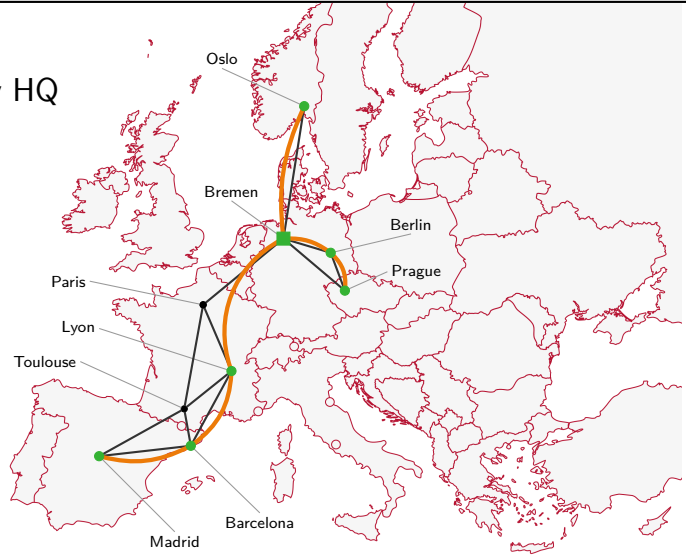 Oslo
HQ
Bremen
Berlin
Prague
Paris
Lyon
Toulouse
Barcelona
Madrid